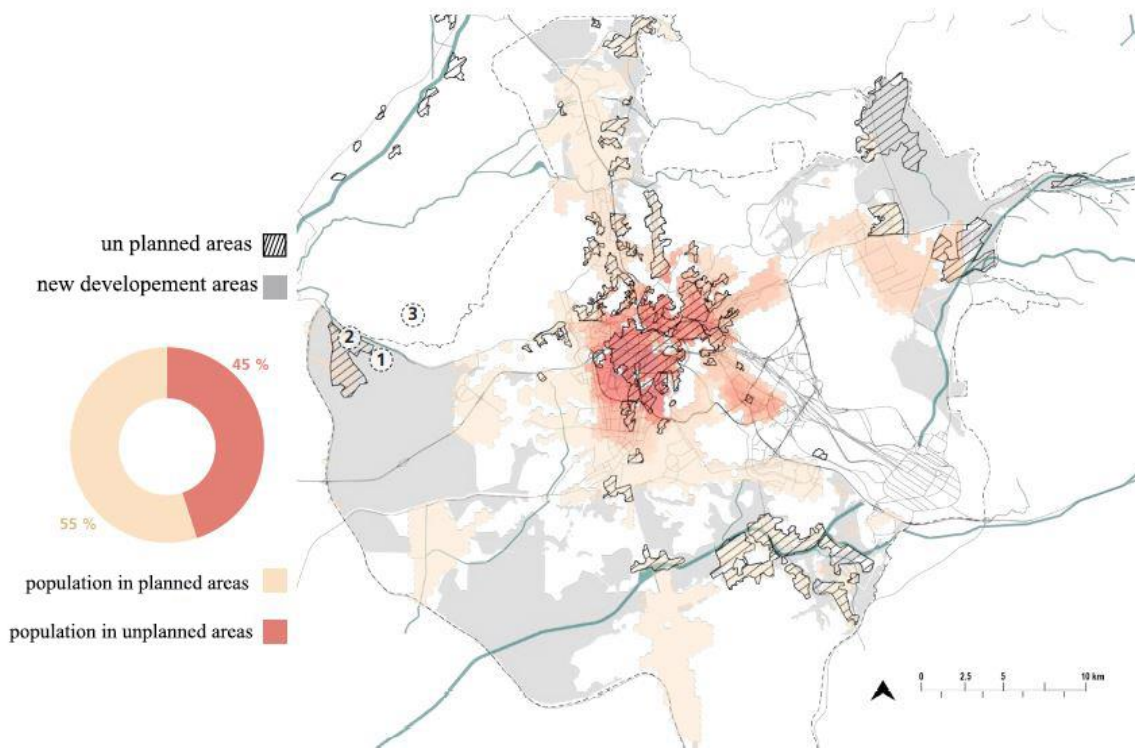 un planned areas
new developement areas
3
2
1
45 %
55 %
population in planned areas
population in unplanned areas
0 2.5 5 10 km